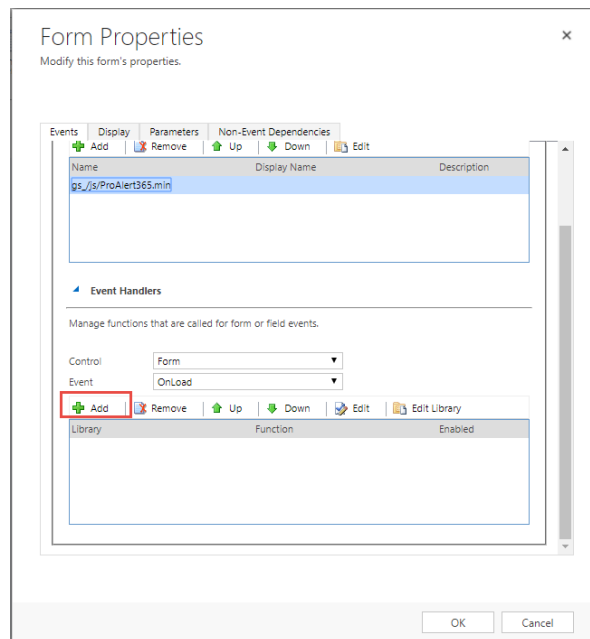 Form Properties
Modify this form's properties.
Events Display Parameters Non-Event Dependencies
Add Remove Up Down Edit
Name Display Name Description
gs_/js/ProAlert365.min
Event Handlers
Manage functions that are called for form or field events.
Control Form
Event OnLoad
Add Remove Up Down Edit Edit Library
Library Function Enabled
OK Cancel